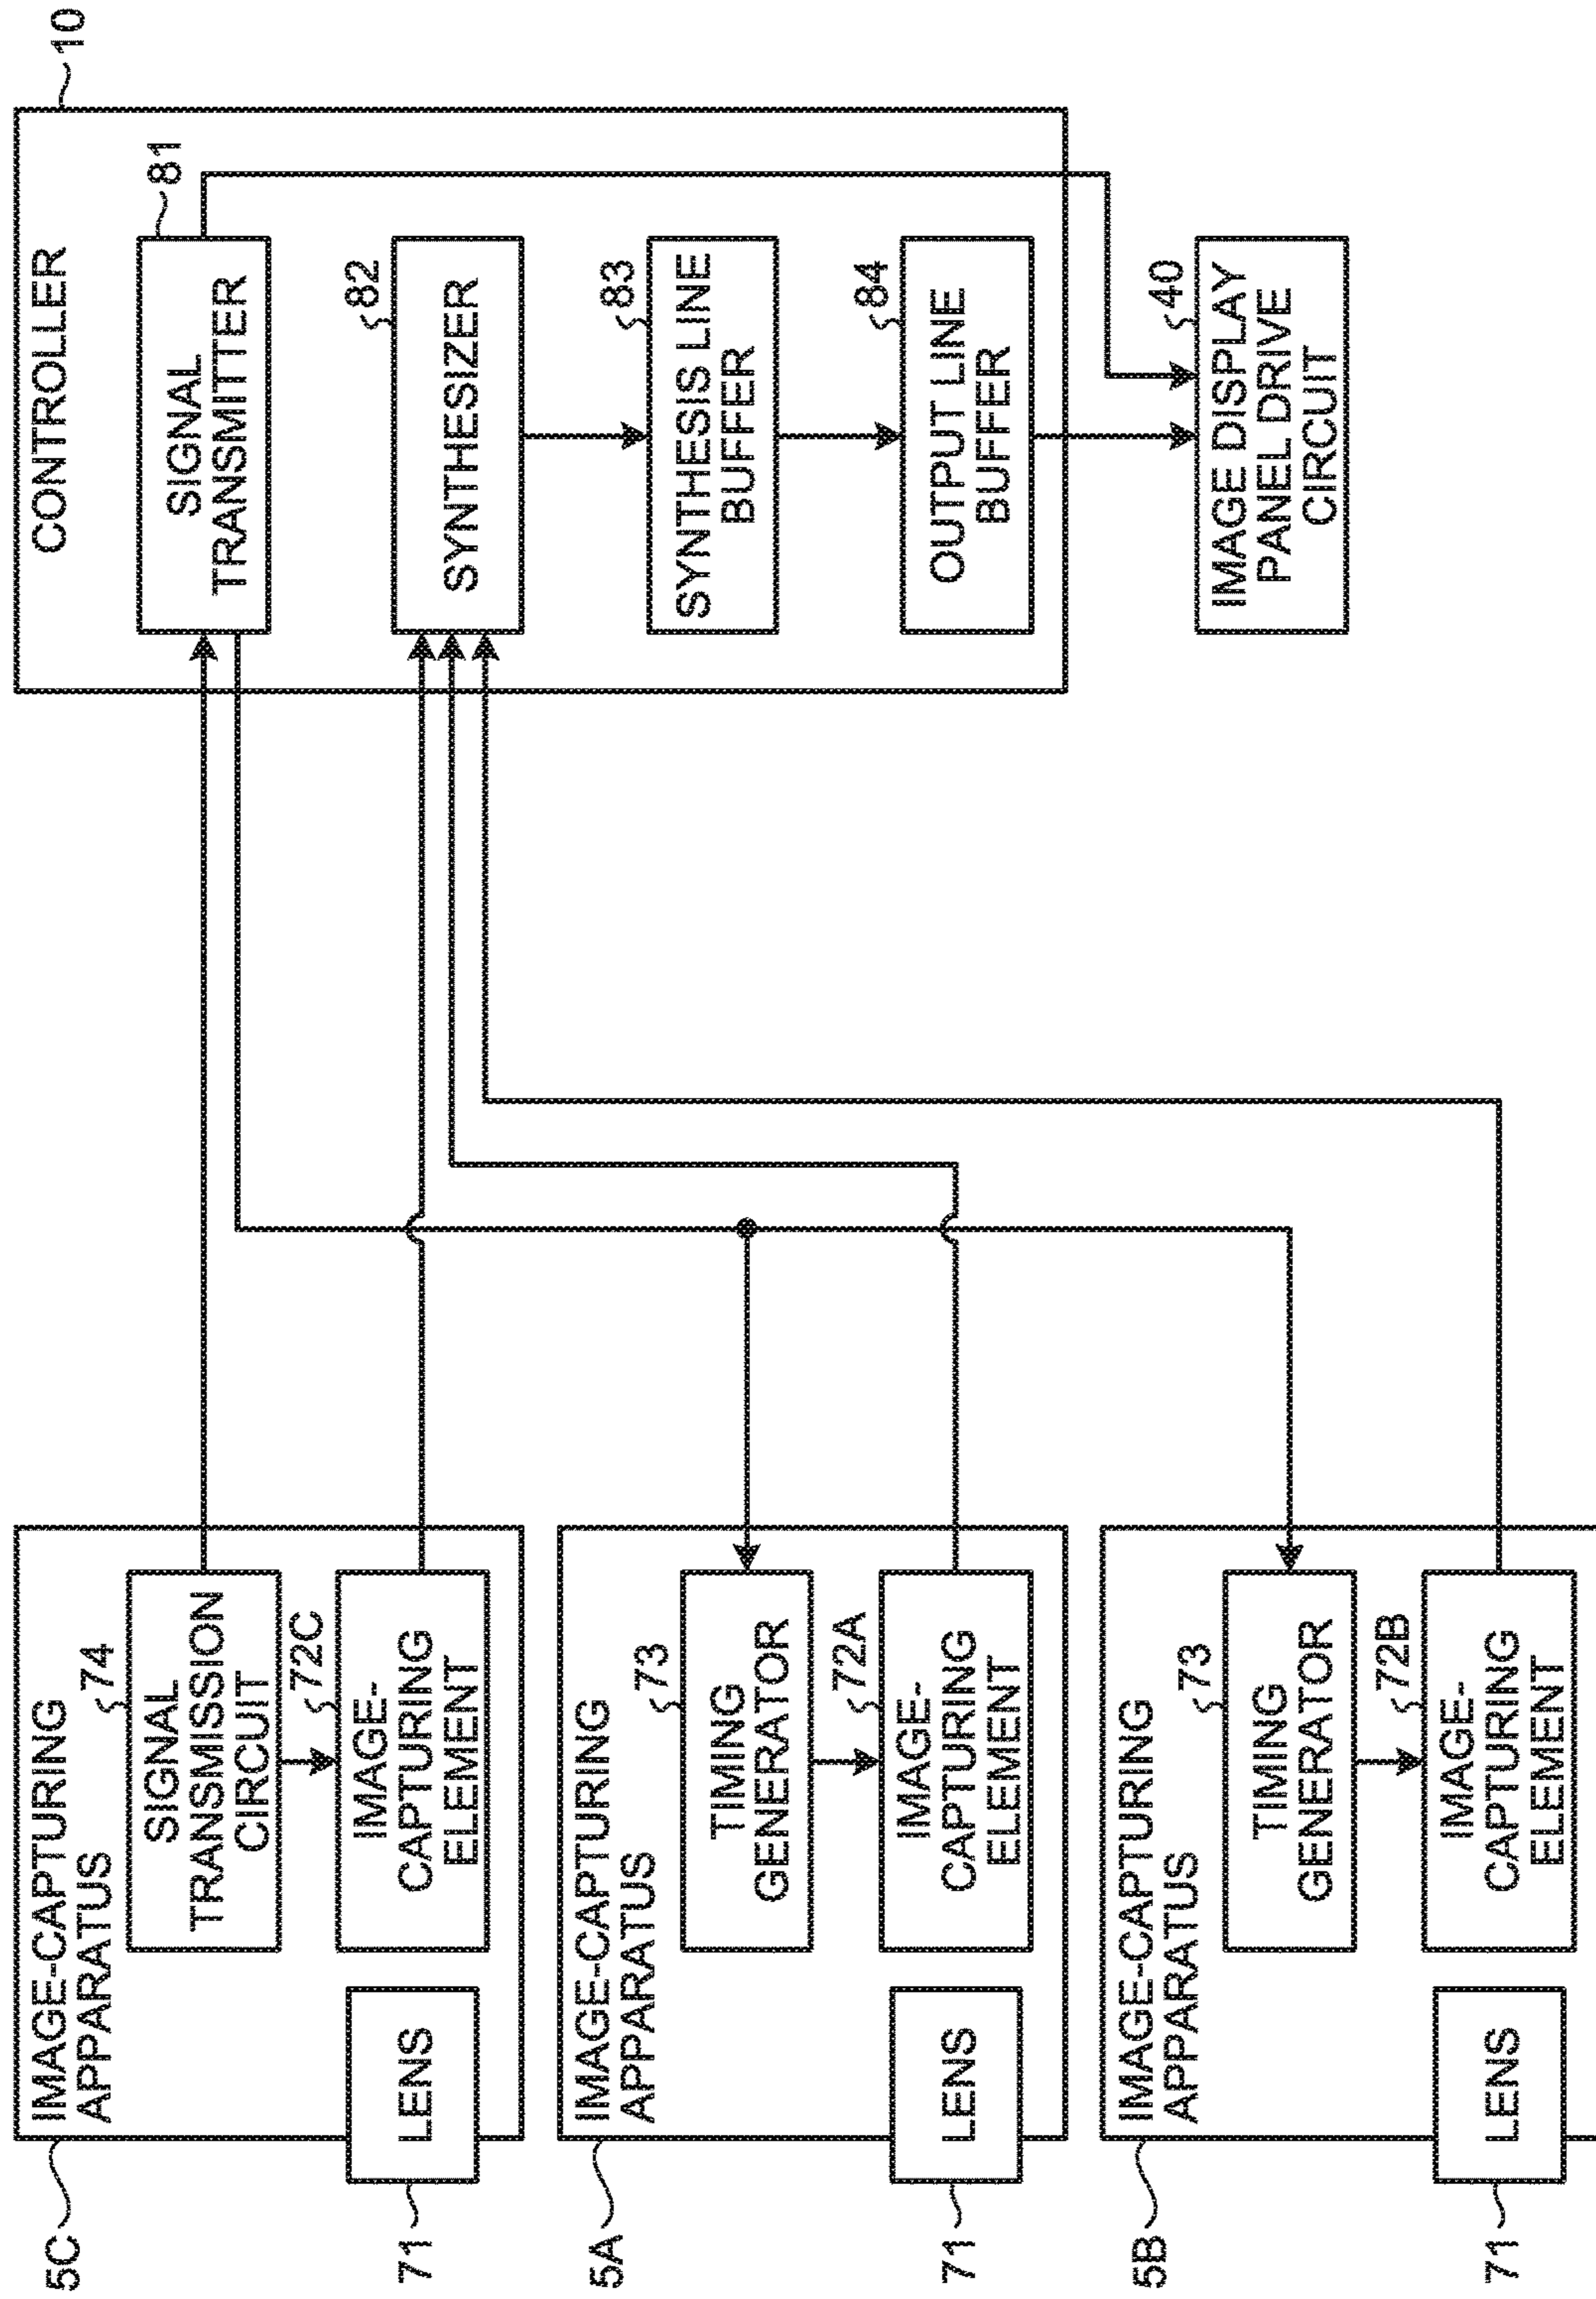 5C
IMAGE-CAPTURING
APPARATUS
74
SIGNAL
TRANSMISSION
CIRCUIT
72C
IMAGE-
CAPTURING
ELEMENT
LENS
71
5A
IMAGE-CAPTURING
APPARATUS
73
TIMING
GENERATOR
72A
IMAGE-
CAPTURING
ELEMENT
LENS
71
5B
IMAGE-CAPTURING
APPARATUS
73
TIMING
GENERATOR
72B
IMAGE-
CAPTURING
ELEMENT
LENS
71
10
CONTROLLER
81
SIGNAL
TRANSMITTER
82
SYNTHESIZER
83
SYNTHESIS LINE
BUFFER
84
OUTPUT LINE
BUFFER
40
IMAGE DISPLAY
PANEL DRIVE
CIRCUIT